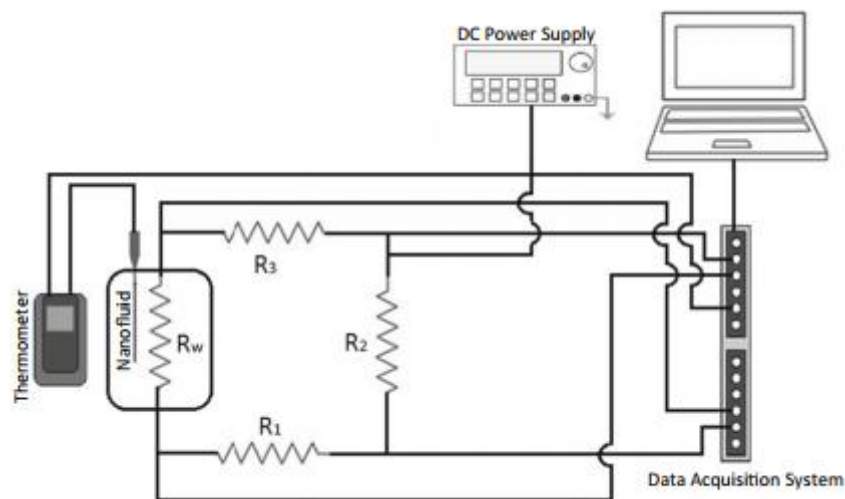 DC Power Supply
R3
Thermometer
Nanofluid
Rw
R2
R1
Data Acquisition System